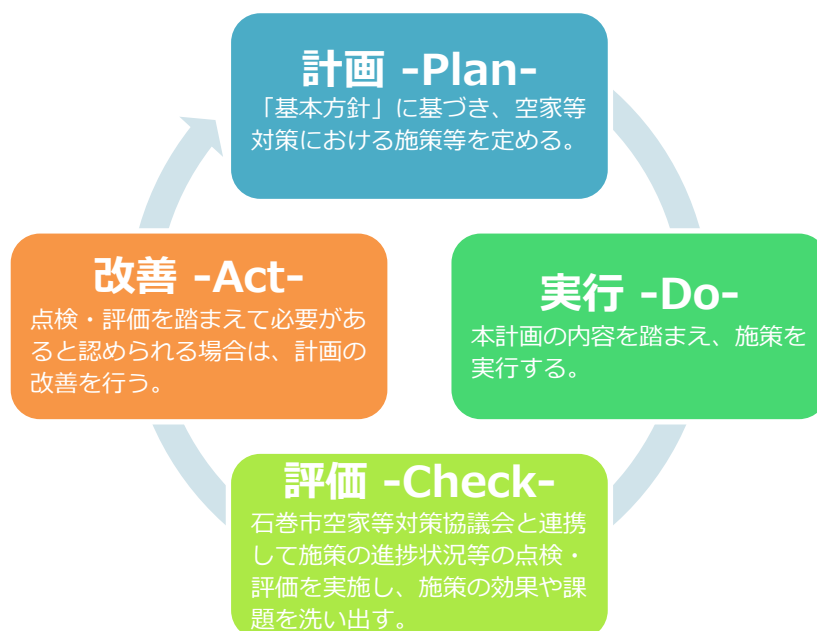 計画 -Plan-
「基本方針」に基づき、空家等
対策における施策等を定める。
実行 -Do-
本計画の内容を踏まえ、施策を
実行する。
評価 -Check-
石巻市空家等対策協議会と連携
して施策の進捗状況等の点検・
評価を実施し、施策の効果や課
題を洗い出す。
改善 -Act-
点検・評価を踏まえて必要があ
ると認められる場合は、計画の
改善を行う。